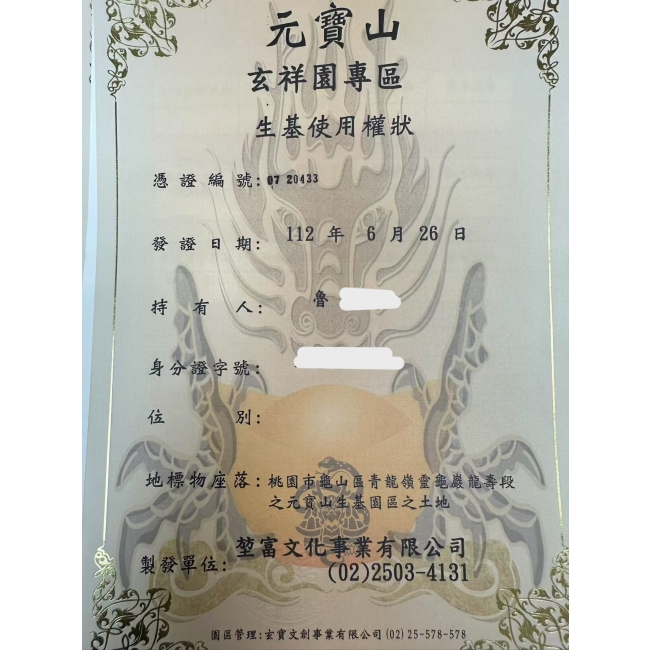 元寶山
玄祥園專區
生基使用權狀
憑證編號: 07 20433
發證日期: 112 年 6 月 26 日
持有人: 魯
身分證字號:
位別:
地標物座落: 桃園市龜山區青龍嶺靈龜巖龍壽段
之元寶山生基園區之土地
製發單位: 堃富文化事業有限公司
(02)2503-4131
園區管理:玄寶文創事業有限公司(02)25-578-578